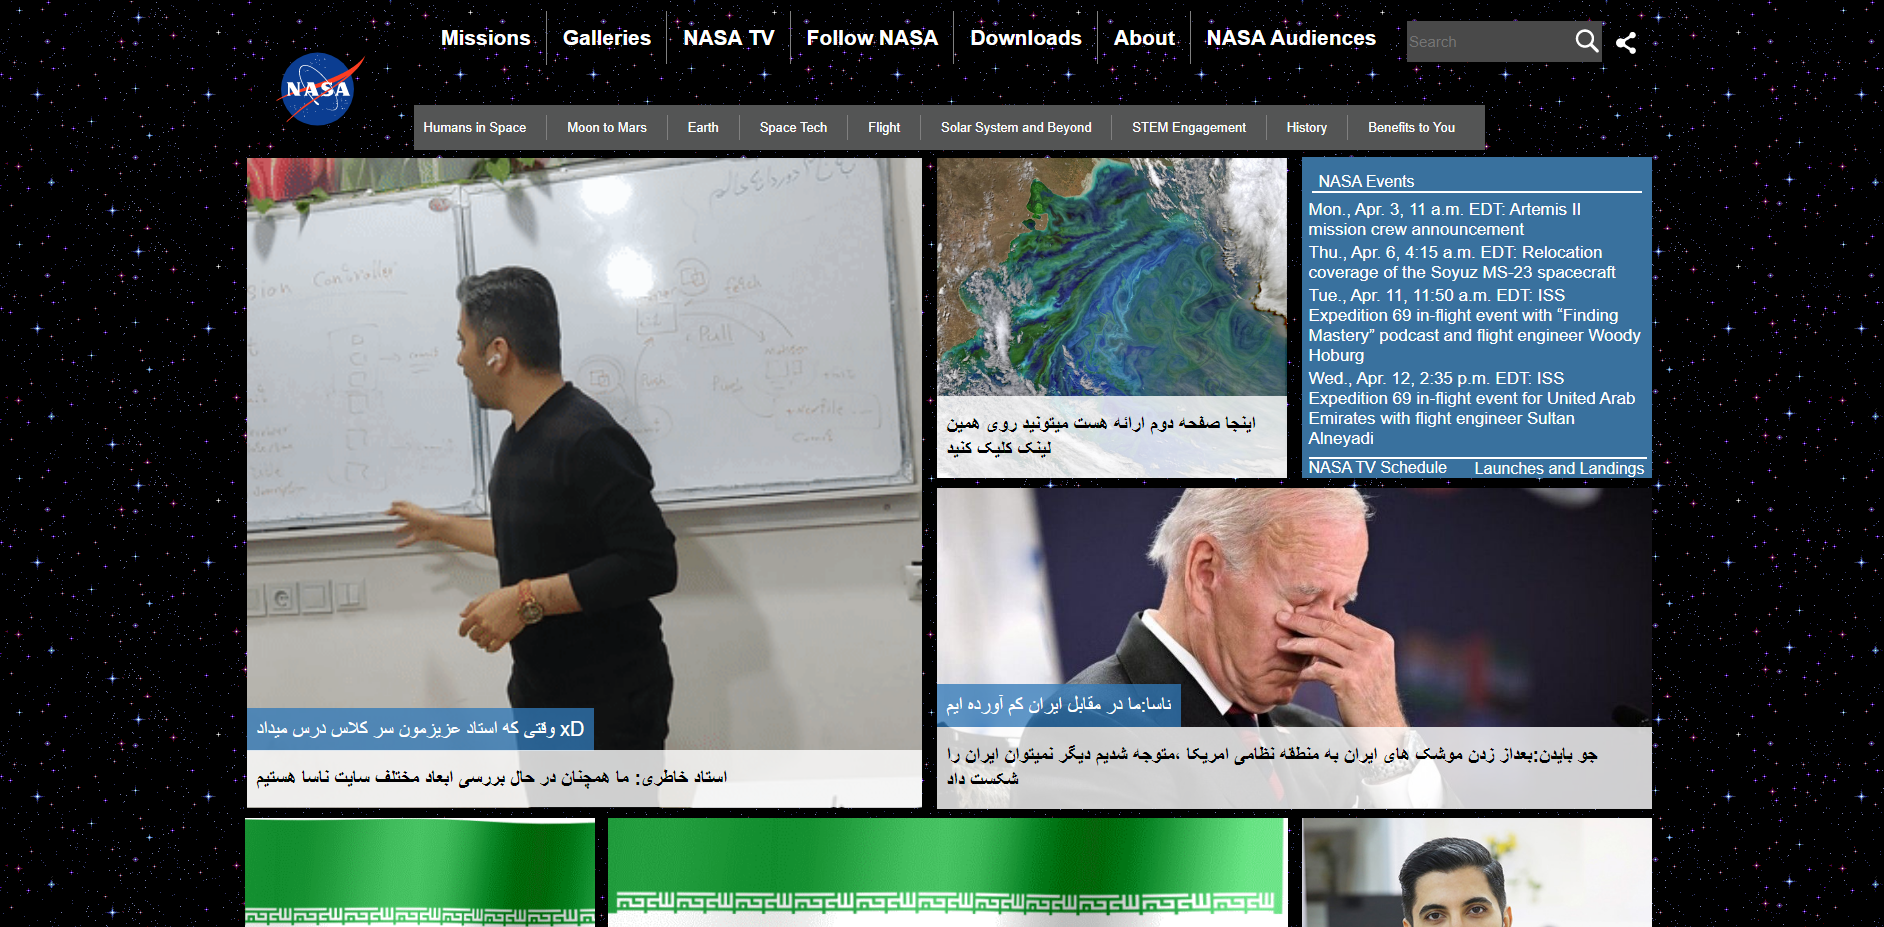 Missions
Galleries
NASA TV
Follow NASA
Downloads
About
NASA Audiences
Search
NASA
Humans in Space
Moon to Mars
Earth
Space Tech
Flight
Solar System and Beyond
STEM Engagement
History
Benefits to You
Controller
fetch
Pull
Push
NASA Events
Mon., Apr. 3, 11 a.m. EDT: Artemis II
mission crew announcement
Thu., Apr. 6, 4:15 a.m. EDT: Relocation
coverage of the Soyuz MS-23 spacecraft
Tue., Apr. 11, 11:50 a.m. EDT: ISS
Expedition 69 in-flight event with “Finding
Mastery” podcast and flight engineer Woody
Hoburg
Wed., Apr. 12, 2:35 p.m. EDT: ISS
Expedition 69 in-flight event for United Arab
Emirates with flight engineer Sultan
Alneyadi
NASA TV Schedule
Launches and Landings
اینجا صفحه دوم ارائه هست میتونید روی همین
لینک کلیک کنید
ناسا:ما در مقابل ایران کم آورده ایم
جو بایدن:بعداز زدن موشک های ایران به منطقه نظامی امریکا ،متوجه شدیم دیگر نمیتوان ایران را
شکست داد
وقتی که استاد عزیزمون سر کلاس درس میداد xD
استاد خاطری: ما همچنان در حال بررسی ابعاد مختلف سایت ناسا هستیم